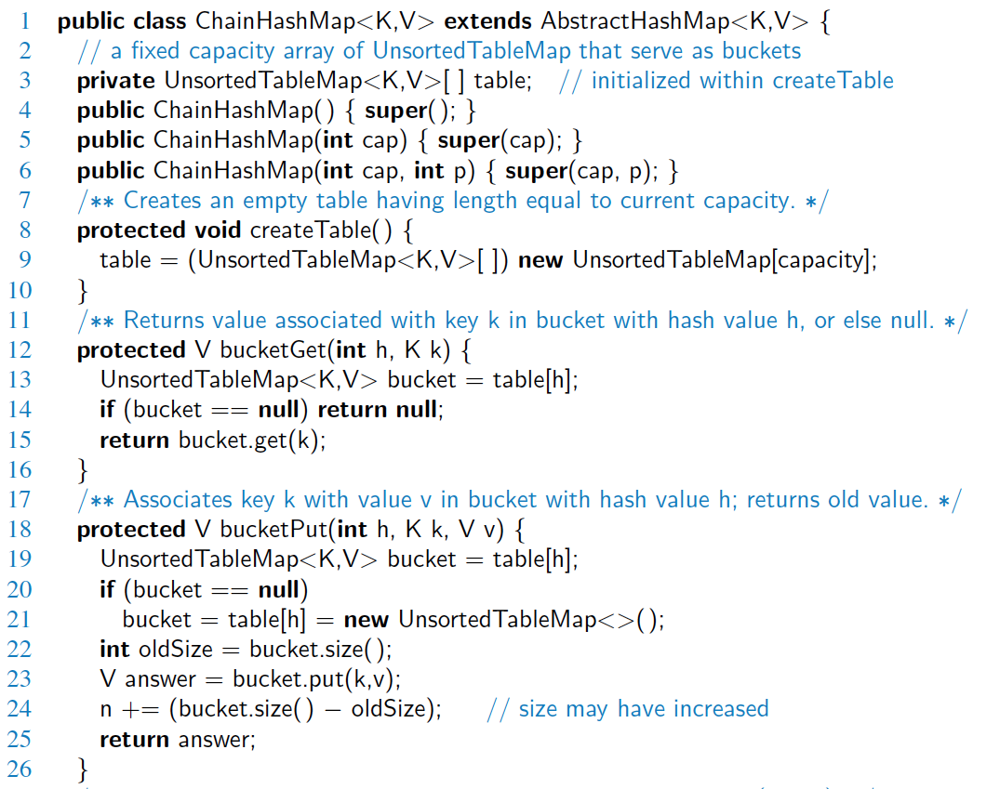 1 public class ChainHashMap<K,V> extends AbstractHashMap<K,V> {
2 // a fixed capacity array of UnsortedTableMap that serve as buckets
3 private UnsortedTableMap<K,V>[ ] table; // initialized within createTable
4 public ChainHashMap() { super(); }
5 public ChainHashMap(int cap) { super(cap); }
6 public ChainHashMap(int cap, int p) { super(cap, p); }
7 /** Creates an empty table having length equal to current capacity. */
8 protected void createTable() {
9 table = (UnsortedTableMap<K,V>[ ]) new UnsortedTableMap[capacity];
10 }
11 /** Returns value associated with key k in bucket with hash value h, or else null. */
12 protected V bucketGet(int h, K k) {
13 UnsortedTableMap<K,V> bucket = table[h];
14 if (bucket == null) return null;
15 return bucket.get(k);
16 }
17 /** Associates key k with value v in bucket with hash value h; returns old value. */
18 protected V bucketPut(int h, K k, V v) {
19 UnsortedTableMap<K,V> bucket = table[h];
20 if (bucket == null)
21 bucket = table[h] = new UnsortedTableMap<>();
22 int oldSize = bucket.size();
23 V answer = bucket.put(k,v);
24 n += (bucket.size() − oldSize); // size may have increased
25 return answer;
26 }